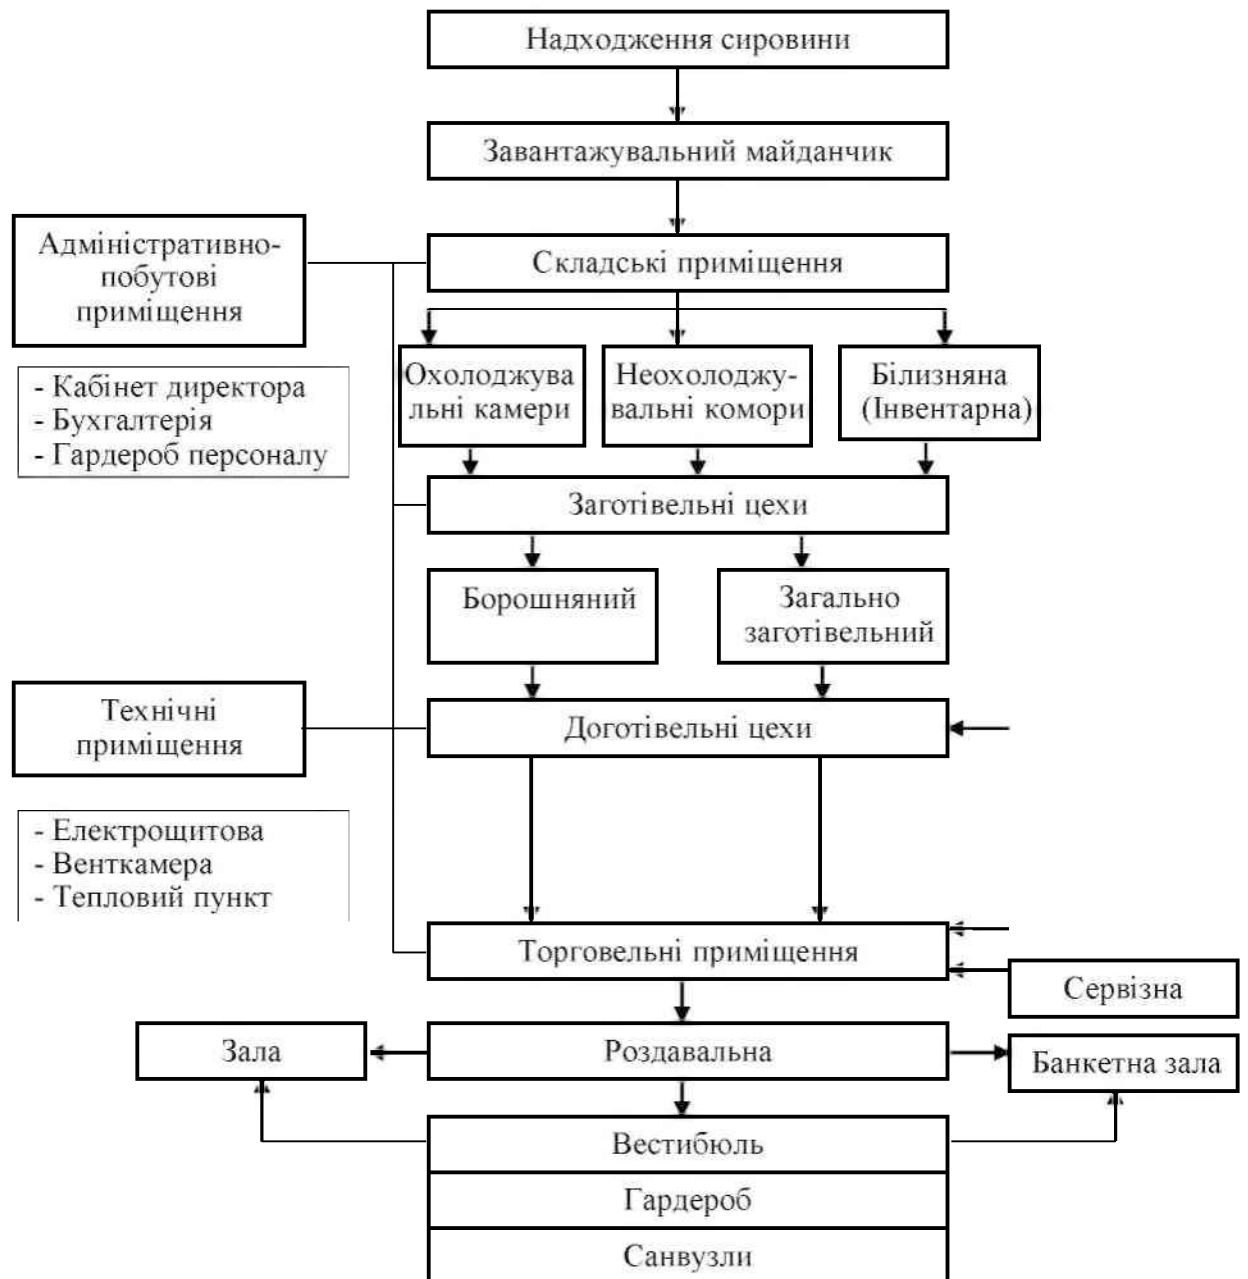 Надходження сировини
Завантажувальний майданчик
Адміністративно-
побутові
приміщення
Складські приміщення
- Кабінет директора
- Бухгалтерія
- Гардероб персоналу
Охолоджува
льні камери
Неохолоджу-
вальні комори
Білизняна
(Інвентарна)
Заготівельні цехи
Борошняний
Загально
заготівельний
Технічні
приміщення
Доготівельні цехи
- Електрощитова
- Венткамера
- Тепловий пункт
Торговельні приміщення
Сервізна
Зала
Роздавальна
Банкетна зала
Вестибюль
Гардероб
Санвузли